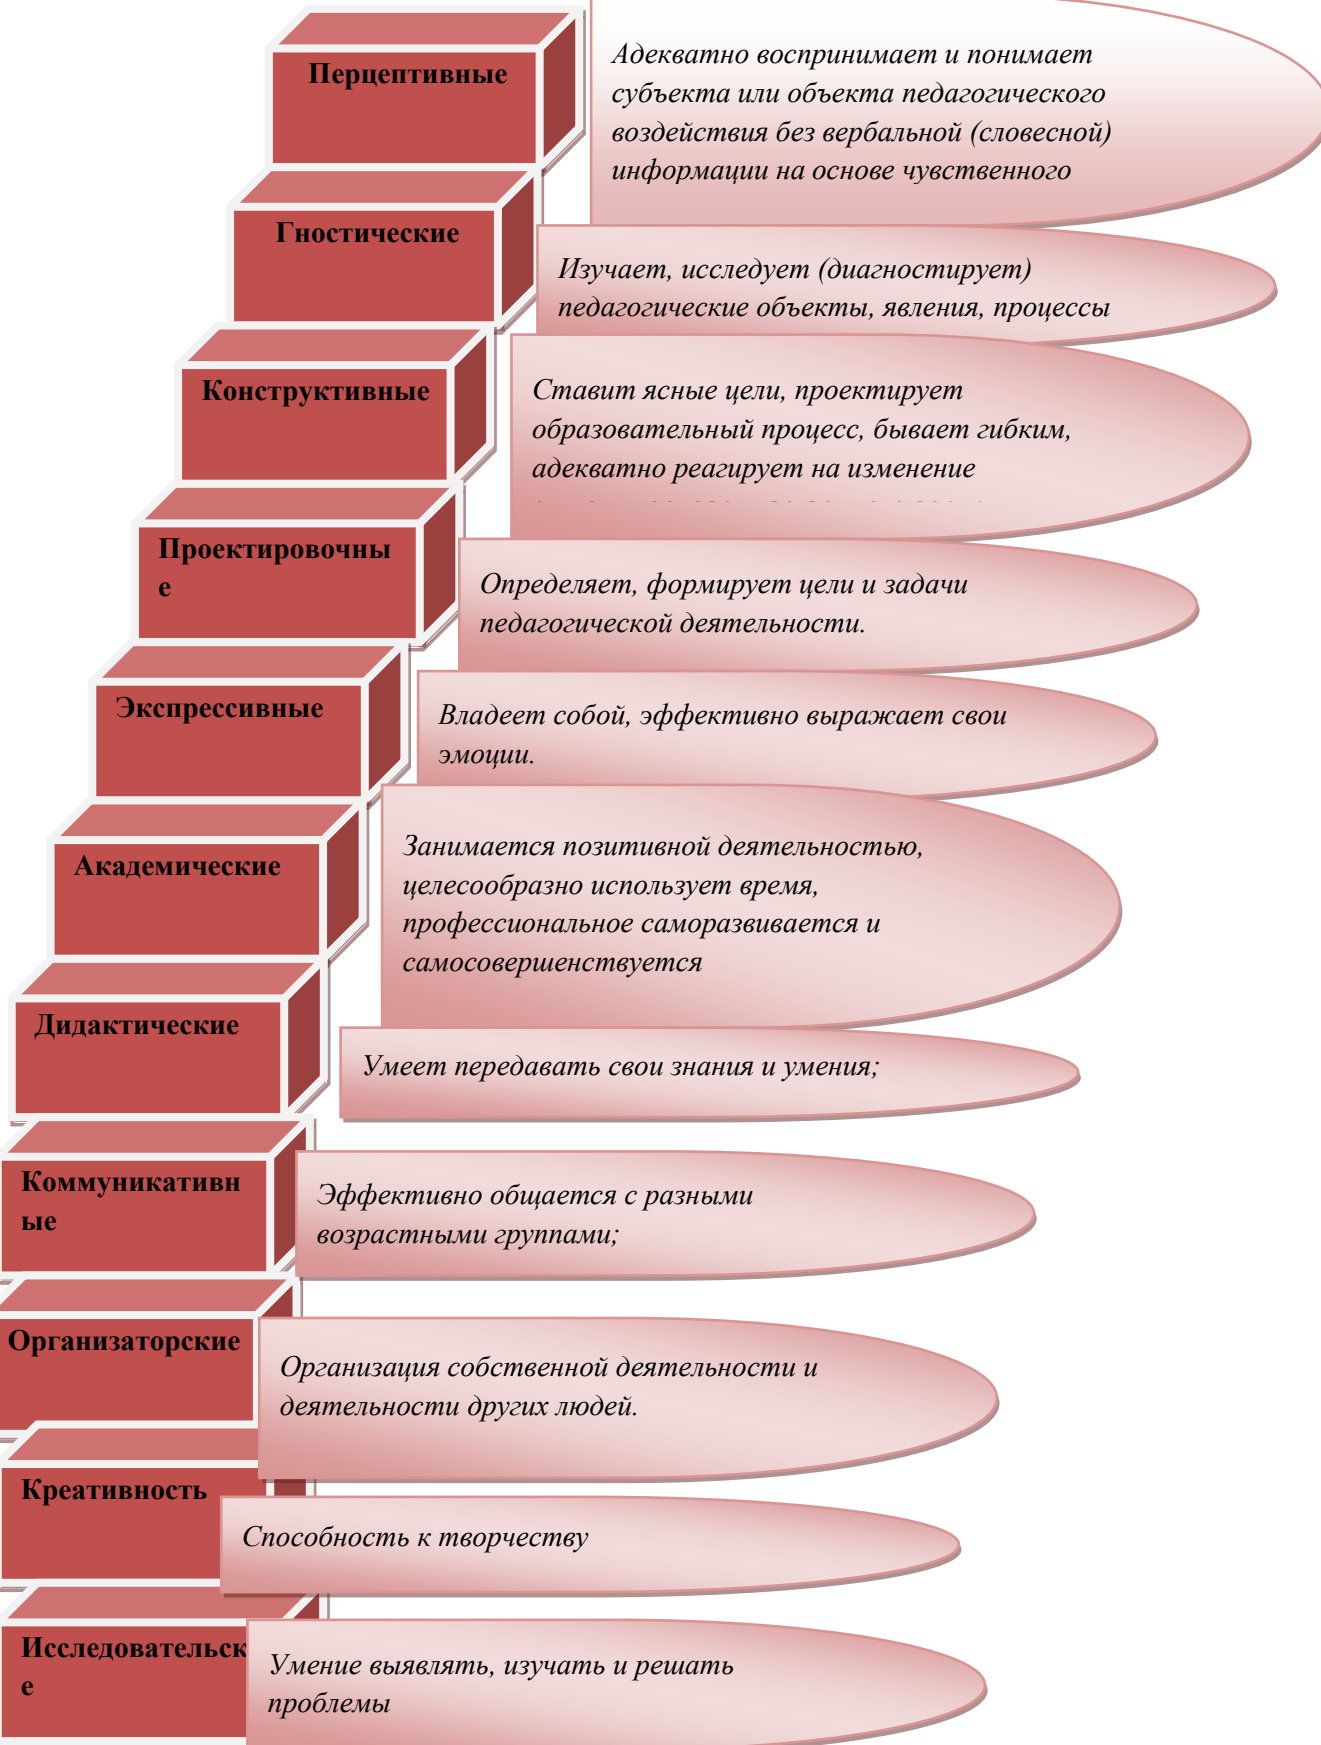 Перцептивные
Адекватно воспринимает и понимает
субъекта или объекта педагогического
воздействия без вербальной (словесной)
информации на основе чувственного
Гностические
Изучает, исследует (диагностирует)
педагогические объекты, явления, процессы
Конструктивные
Ставит ясные цели, проектирует
образовательный процесс, бывает гибким,
адекватно реагирует на изменение
Проектировочны
е
Определяет, формирует цели и задачи
педагогической деятельности.
Экспрессивные
Владеет собой, эффективно выражает свои
эмоции.
Академические
Занимается позитивной деятельностью,
целесообразно использует время,
профессиональное саморазвивается и
самосовершенствуется
Дидактические
Умеет передавать свои знания и умения;
Коммуникативн
ые
Эффективно общается с разными
возрастными группами;
Организаторские
Организация собственной деятельности и
деятельности других людей.
Креативность
Способность к творчеству
Исследовательск
е
Умение выявлять, изучать и решать
проблемы